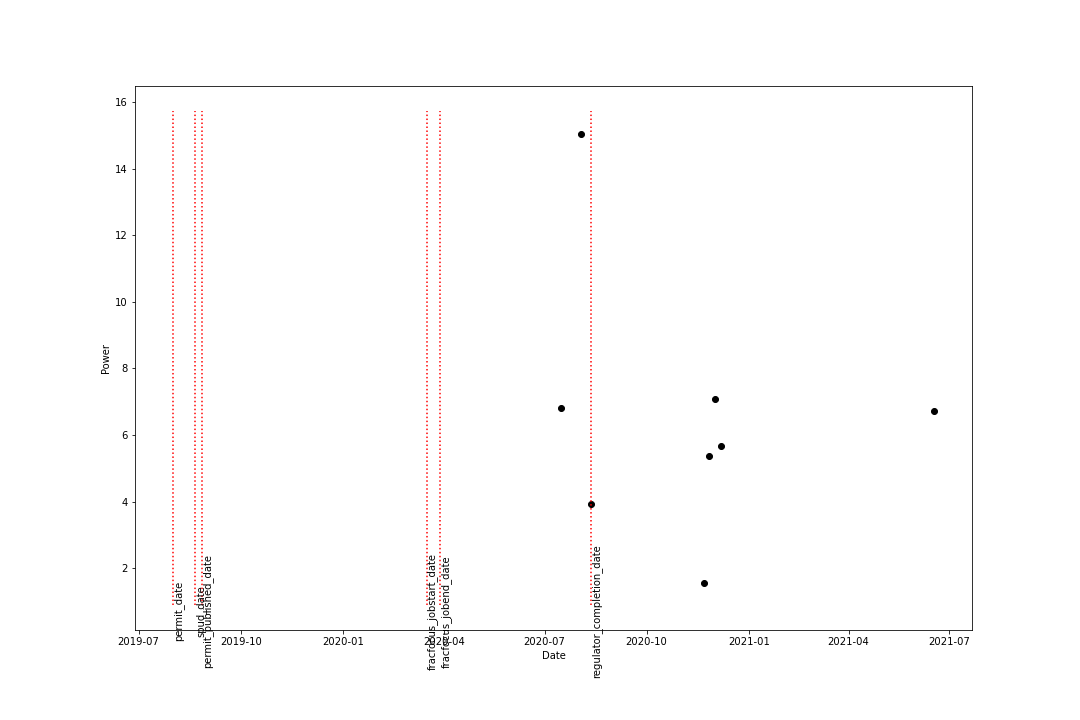 16
14
12
10
8
6
4
2
Power
permit_date
spud_date
permit_published_date
fracfocus_jobstart_date
fracfocus_jobend_date
regulator_completion_date
2019-07
2019-10
2020-01
2020-04
2020-07
2020-10
2021-01
2021-04
2021-07
Date